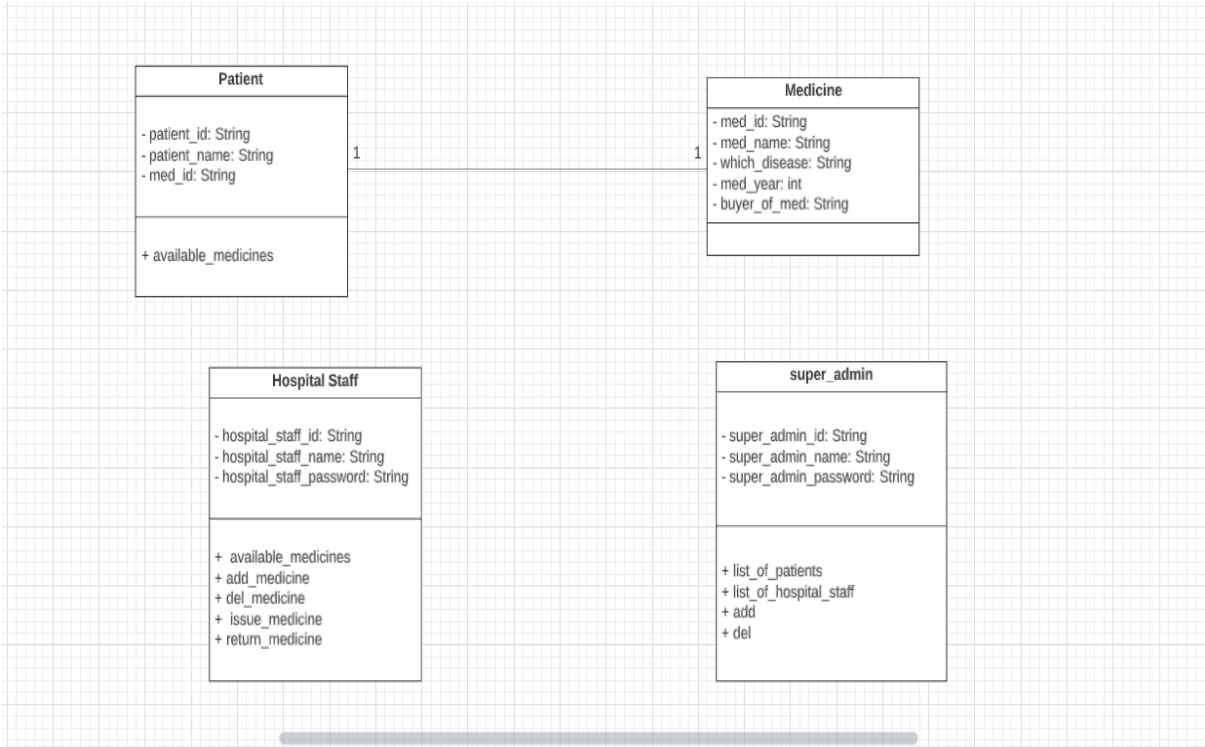 Patient
- patient_id: String
- patient_name: String
- med_id: String
+ available_medicines
1
1
Medicine
- med_id: String
- med_name: String
- which_disease: String
- med_year: int
- buyer_of_med: String
Hospital Staff
- hospital_staff_id: String
- hospital_staff_name: String
- hospital_staff_password: String
+  available_medicines
+ add_medicine
+ del_medicine
+  issue_medicine
+ return_medicine
super_admin
- super_admin_id: String
- super_admin_name: String
- super_admin_password: String
+ list_of_patients
+ list_of_hospital_staff
+ add
+ del